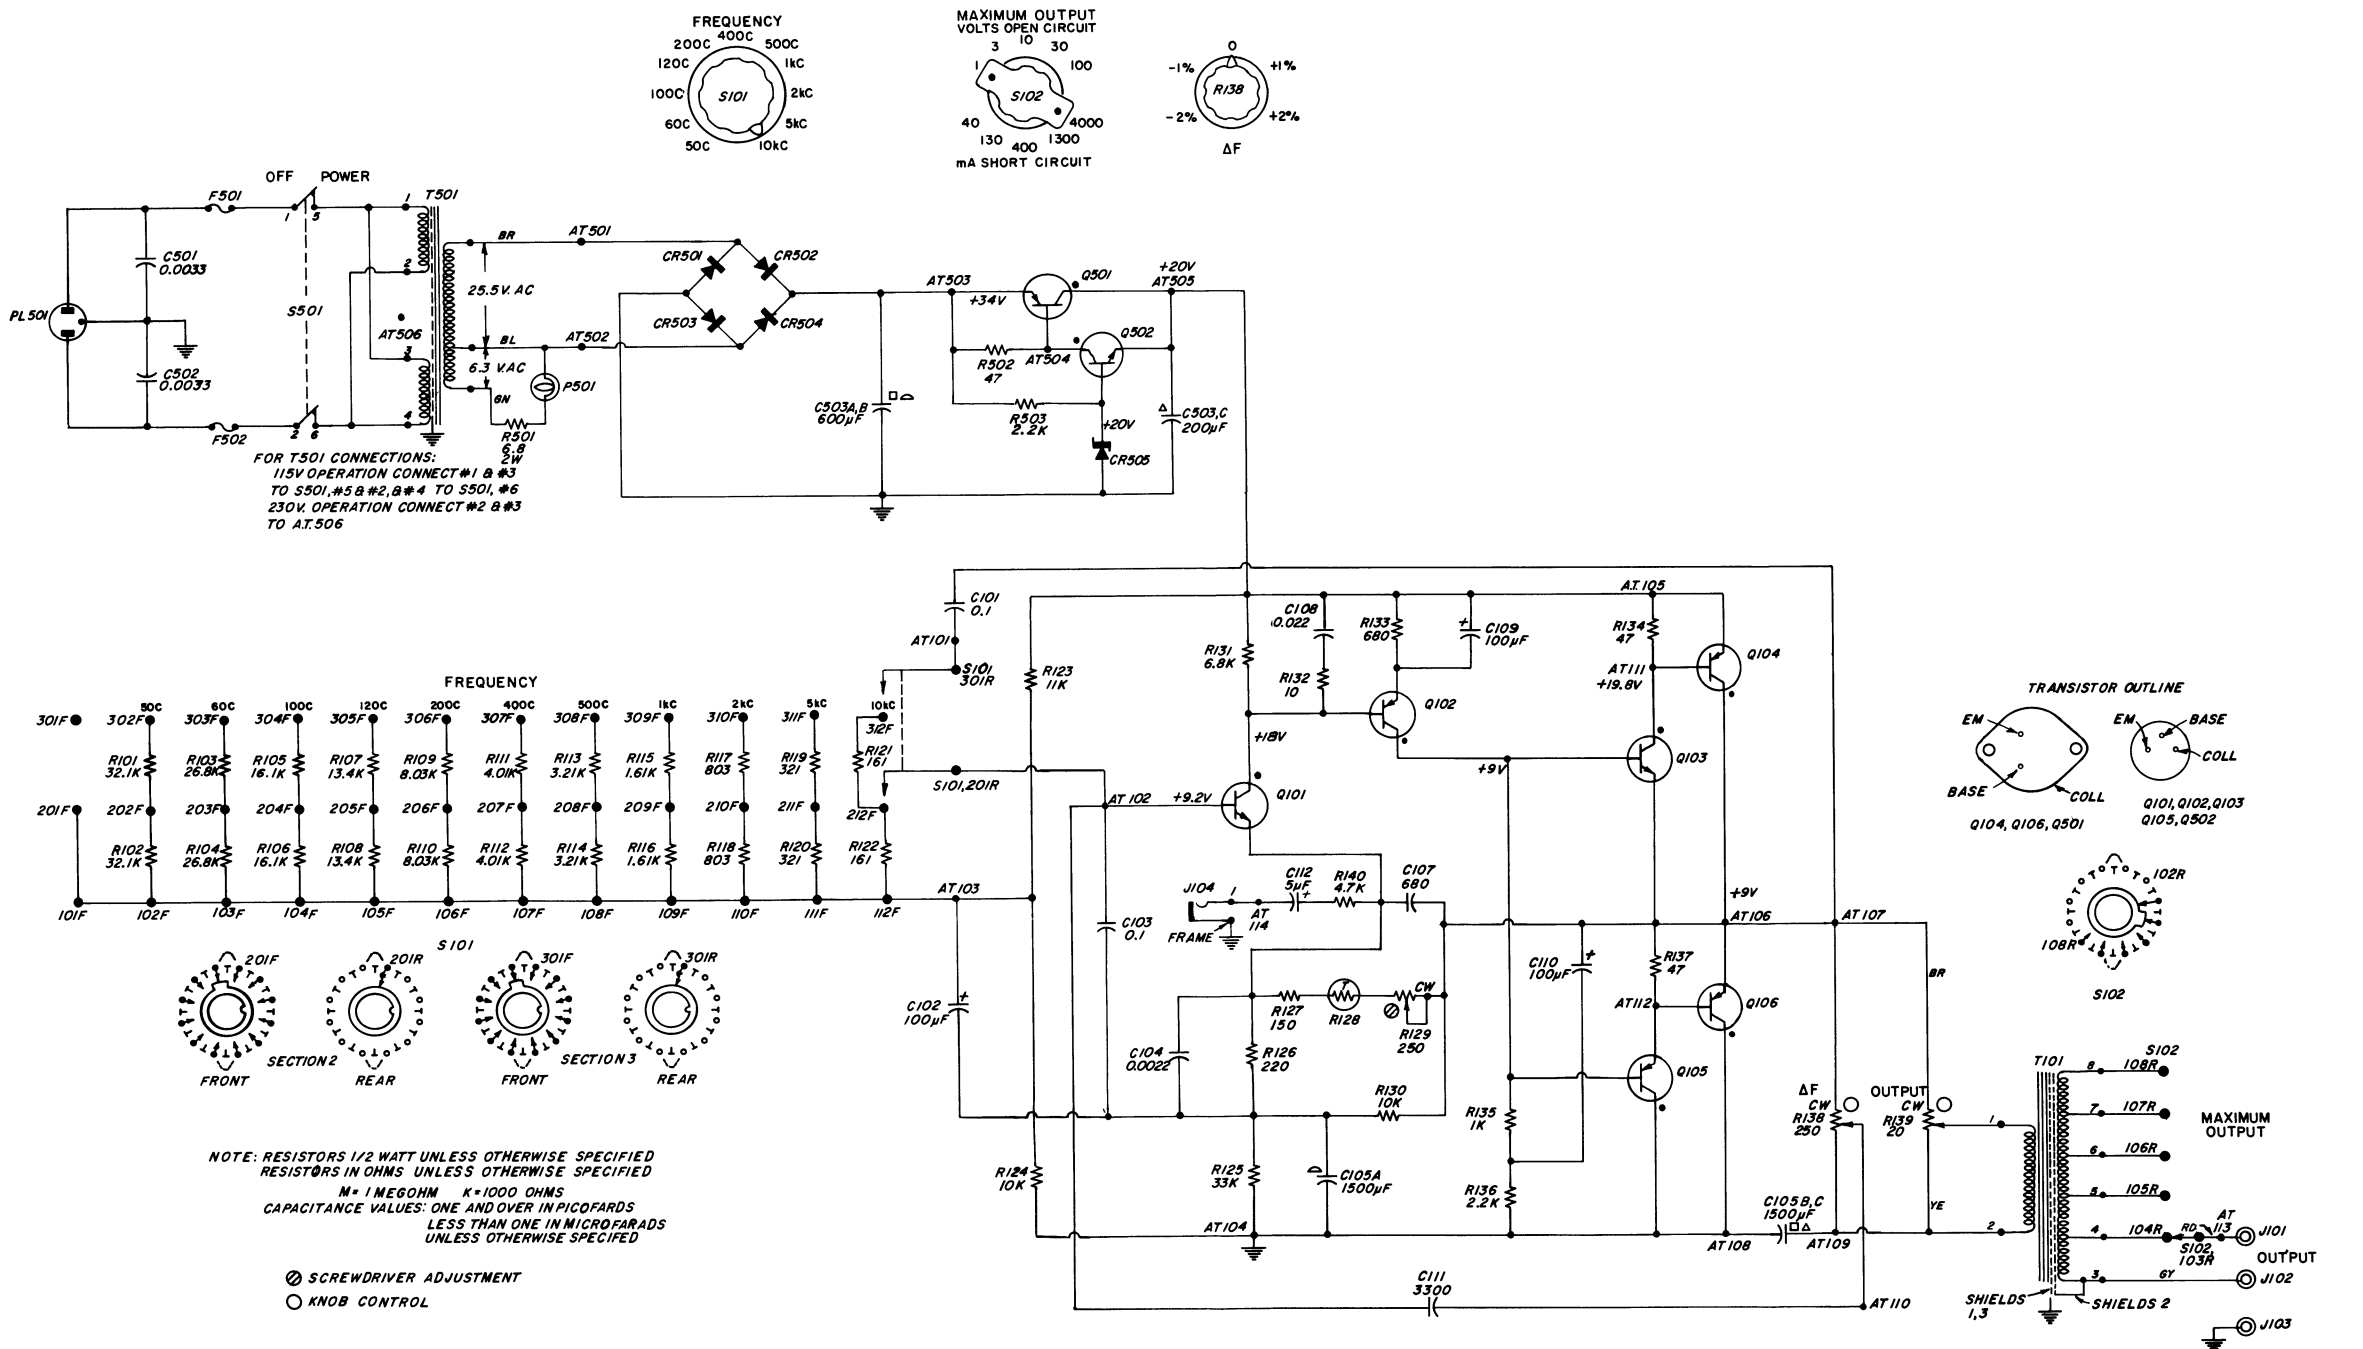 FREQUENCY
400C
200C
500C
120C
1kC
100C
S101
2kC
60C
5kC
50C
10kC
MAXIMUM OUTPUT
VOLTS OPEN CIRCUIT
10
3
30
1
100
S102
40
4000
130
1300
400
mA SHORT CIRCUIT
0
-1%
+1%
R138
-2%
+2%
ΔF
OFF POWER
F501
1
5
1
T501
BR
AT501
C501
0.0033
2
25.5V. AC
PL501
S501
AT506
3
BL
AT502
6.3 V.AC
C502
0.0033
P501
4
GN
F502
2
6
R501
6.8
2W
CR501
CR502
CR503
CR504
AT503
+34V
Q501
+20V
AT505
Q502
R502
47
AT504
C503A,B
600μF
R503
2.2K
+20V
C503,C
200μF
CR505
FOR T501 CONNECTIONS:
115V OPERATION CONNECT #1 & #3
TO S501,#5 & #2,&#4 TO S501, #6
230V. OPERATION CONNECT #2 & #3
TO A.T. 506
FREQUENCY
50C
60C
100C
120C
200C
400C
500C
1kC
2kC
5kC
10kC
301F
302F
303F
304F
305F
306F
307F
308F
309F
310F
311F
312F
R101
32.1K
R103
26.8K
R105
16.1K
R107
13.4K
R109
8.03K
R111
4.01K
R113
3.21K
R115
1.61K
R117
803
R119
321
R121
161
201F
202F
203F
204F
205F
206F
207F
208F
209F
210F
211F
212F
R102
32.1K
R104
26.8K
R106
16.1K
R108
13.4K
R110
8.03K
R112
4.01K
R114
3.21K
R116
1.61K
R118
803
R120
321
R122
161
101F
102F
103F
104F
105F
106F
107F
108F
109F
110F
111F
112F
S101
201F
201R
301F
301R
SECTION 2
SECTION 3
FRONT
REAR
FRONT
REAR
C101
0.1
AT101
S101
301R
R123
11K
S101,201R
AT 102
+9.2V
AT103
C102
100μF
C103
0.1
R124
10K
C108
0.022
R133
680
C109
100μF
A.T. 105
R134
47
R131
6.8K
R132
10
AT111
+19.8V
Q104
Q102
+18V
+9V
Q103
Q101
J104
1
C112
5μF
R140
4.7K
C107
680
AT
114
FRAME
+9V
AT106
AT107
C110
100μF
R137
47
BR
R127
150
R128
CW
R129
250
AT112
Q106
C104
0.0022
R126
220
R130
10K
R135
1K
Q105
ΔF
CW
R138
250
OUTPUT
CW
R139
20
R125
33K
C105A
1500μF
R136
2.2K
C105 B,C
1500μF
YE
AT104
AT108
AT109
C111
3300
AT110
TRANSISTOR OUTLINE
EM
EM
BASE
COLL
BASE
COLL
Q104, Q106, Q501
Q101,Q102,Q103
Q105,Q502
102R
108R
S102
T101
S102
8
108R
7
107R
MAXIMUM
OUTPUT
1
6
106R
5
105R
2
4
104R
RD
AT
113
J101
S102,
103R
OUTPUT
3
GY
J102
SHIELDS
1,3
SHIELDS 2
J103
NOTE: RESISTORS 1/2 WATT UNLESS OTHERWISE SPECIFIED
RESISTORS IN OHMS UNLESS OTHERWISE SPECIFIED
M= 1 MEGOHM K=1000 OHMS
CAPACITANCE VALUES: ONE AND OVER IN PICOFARDS
LESS THAN ONE IN MICROFARADS
UNLESS OTHERWISE SPECIFED
SCREWDRIVER ADJUSTMENT
KNOB CONTROL